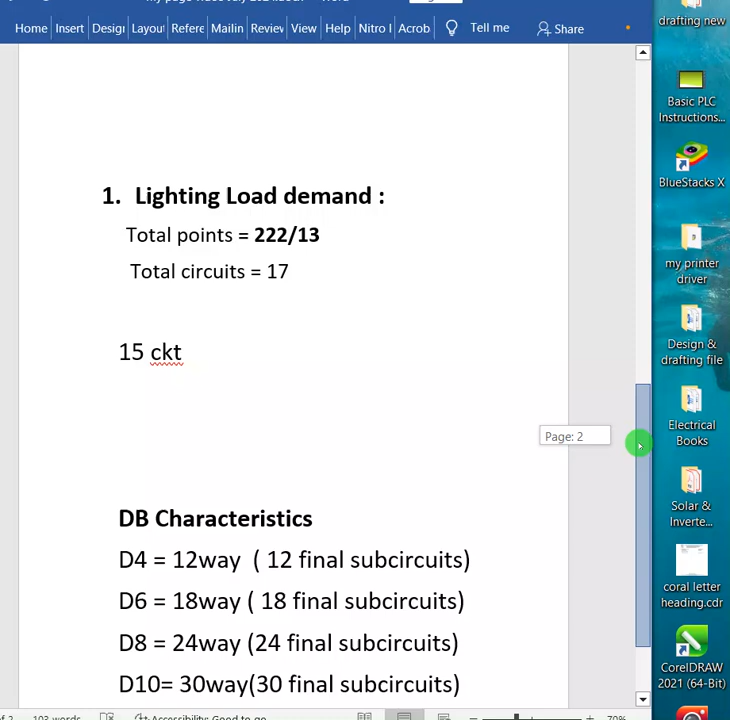 Home Insert Desig Layou Refere Mailin Review View Help Nitro Acrob Tell me Share
1. Lighting Load demand :
Total points = 222/13
Total circuits = 17
15 ckt
Page: 2
DB Characteristics
D4 = 12way ( 12 final subcircuits)
D6 = 18way ( 18 final subcircuits)
D8 = 24way (24 final subcircuits)
D10= 30way(30 final subcircuits)
drafting new
Basic PLC
Instructions...
BlueStacks X
my printer
driver
Design &
drafting file
Electrical
Books
Solar &
Inverte...
coral letter
heading.cdr
CorelDRAW
2021 (64-Bit)